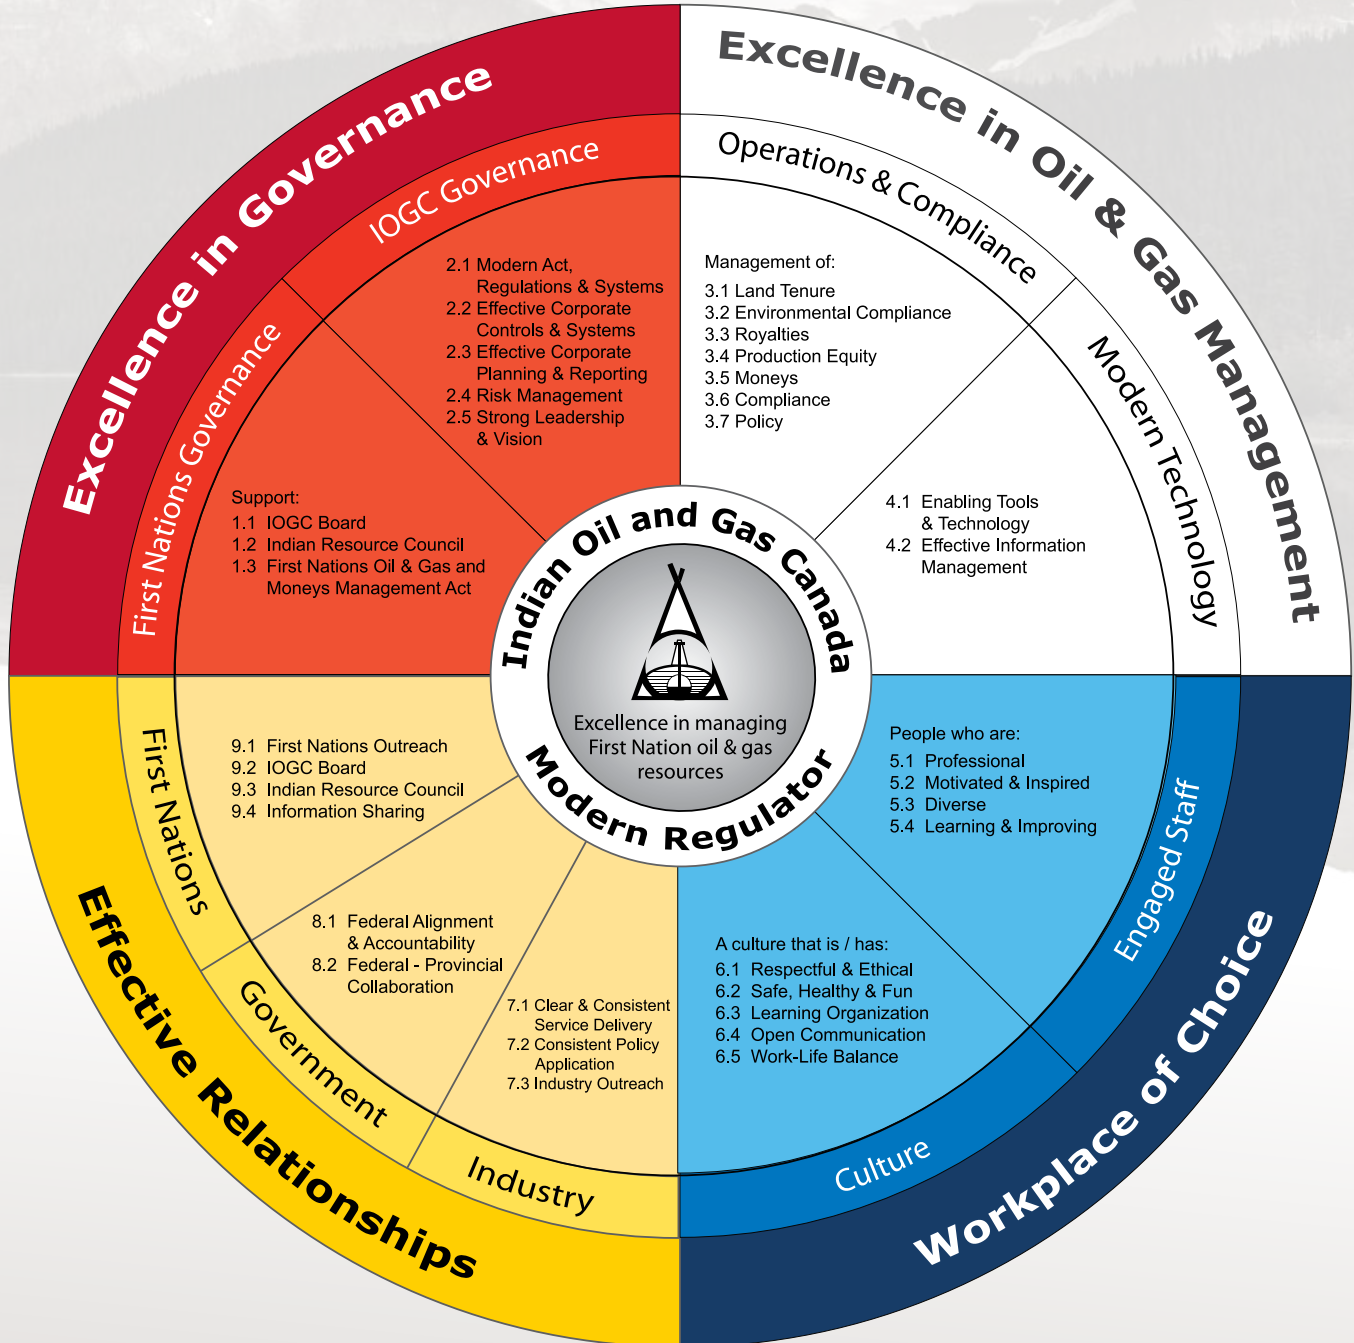 Excellence in Governance
First Nations Governance
Support:
1.1 IOGC Board
1.2 Indian Resource Council
1.3 First Nations Oil & Gas and
Moneys Management Act
IOGC Governance
2.1 Modern Act,
Regulations & Systems
2.2 Effective Corporate
Controls & Systems
2.3 Effective Corporate
Planning & Reporting
2.4 Risk Management
2.5 Strong Leadership
& Vision
Excellence in Oil & Gas Management
Operations & Compliance
Management of:
3.1 Land Tenure
3.2 Environmental Compliance
3.3 Royalties
3.4 Production Equity
3.5 Moneys
3.6 Compliance
3.7 Policy
Modern Technology
4.1 Enabling Tools
& Technology
4.2 Effective Information
Management
Indian Oil and Gas Canada
Excellence in managing
First Nation oil & gas
resources
Modern Regulator
Workplace of Choice
Engaged Staff
People who are:
5.1 Professional
5.2 Motivated & Inspired
5.3 Diverse
5.4 Learning & Improving
Culture
A culture that is / has:
6.1 Respectful & Ethical
6.2 Safe, Healthy & Fun
6.3 Learning Organization
6.4 Open Communication
6.5 Work-Life Balance
Effective Relationships
Industry
7.1 Clear & Consistent
Service Delivery
7.2 Consistent Policy
Application
7.3 Industry Outreach
Government
8.1 Federal Alignment
& Accountability
8.2 Federal - Provincial
Collaboration
First Nations
9.1 First Nations Outreach
9.2 IOGC Board
9.3 Indian Resource Council
9.4 Information Sharing